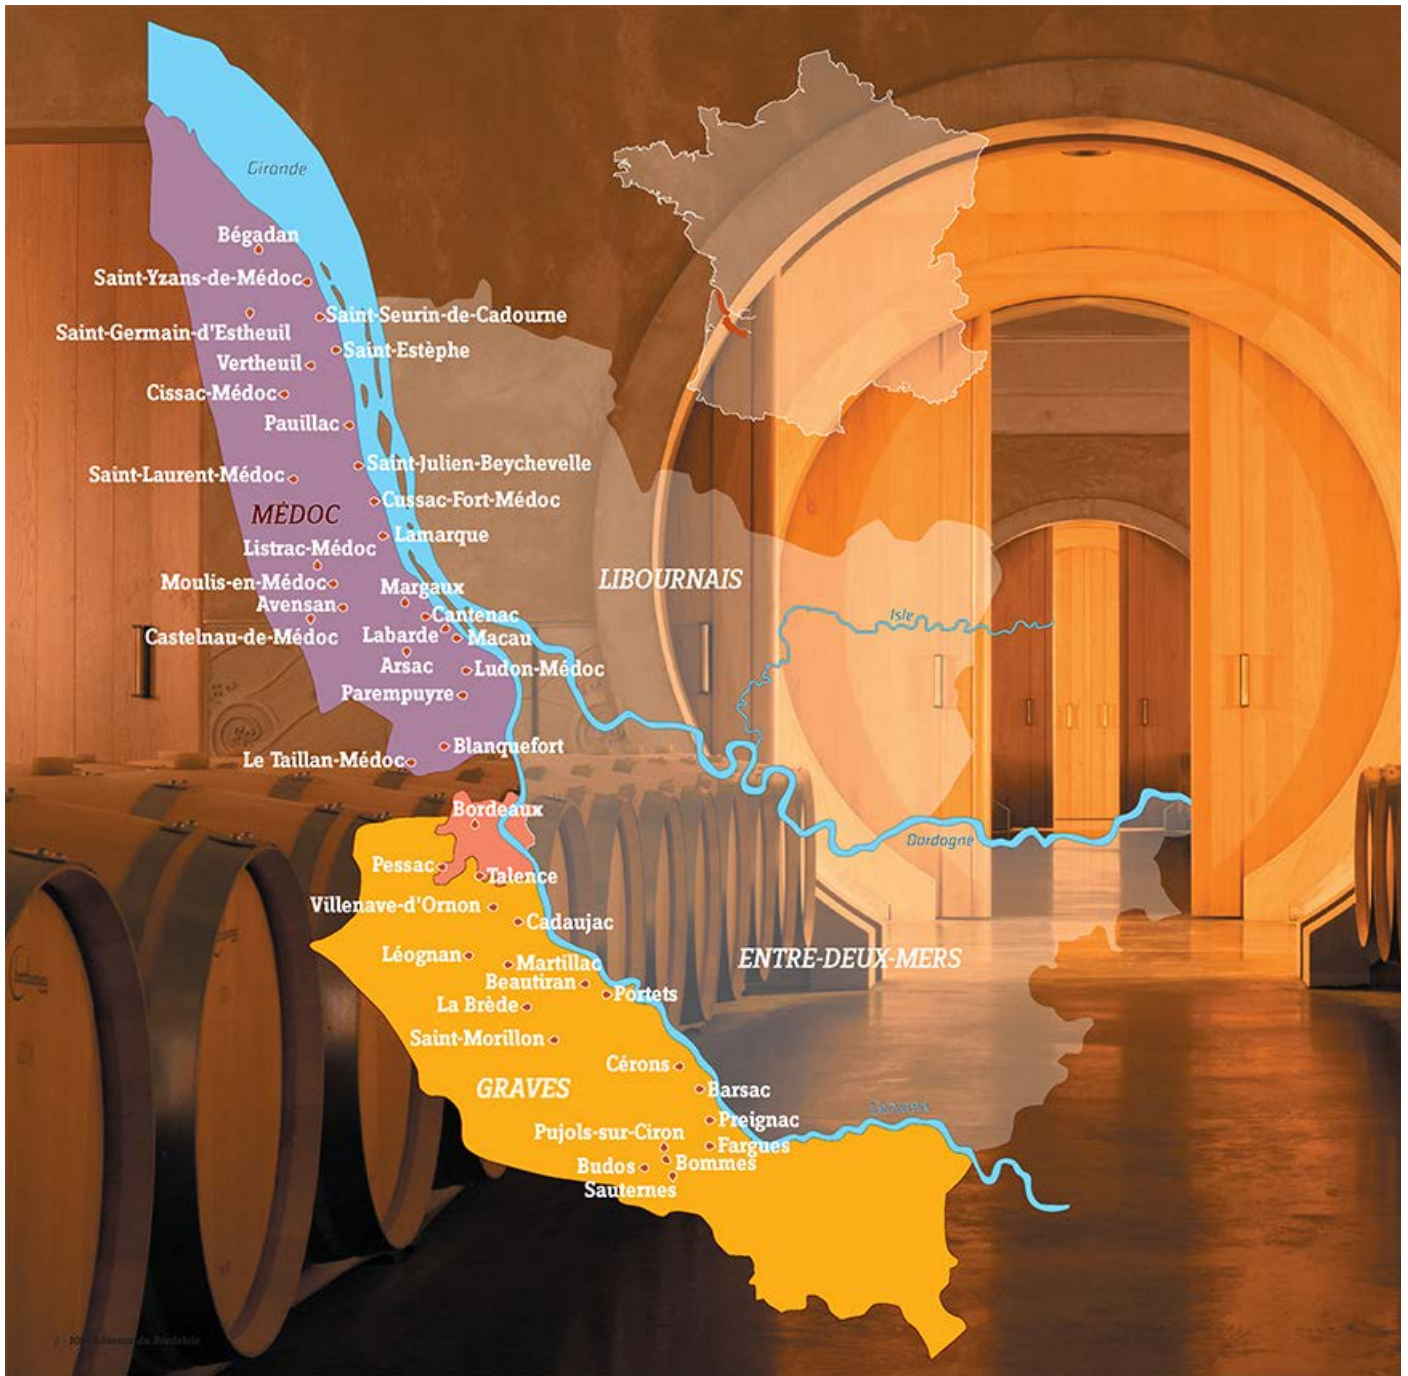 Gironde
Bégadan
Saint-Yzans-de-Médoc
Saint-Seurin-de-Cadourne
Saint-Germain-d'Estheuil
Saint-Estèphe
Vertheuil
Cissac-Médoc
Pauillac
Saint-Julien-Beychevelle
Saint-Laurent-Médoc
Cussac-Fort-Médoc
MÉDOC
Lamarque
Listrac-Médoc
LIBOURNAIS
Moulis-en-Médoc
Margaux
Avensan
Cantenac
Isle
Castelnau-de-Médoc
Labarde
Macau
Arsac
Ludon-Médoc
Parempuyre
Blanquefort
Le Taillan-Médoc
Bordeaux
Dordogne
Pessac
Talence
Villenave-d'Ornon
Cadaujac
Léognan
Martillac
ENTRE-DEUX-MERS
Beautiran
Portets
La Brède
Saint-Morillon
Cérons
GRAVES
Barsac
Garonne
Preignac
Pujols-sur-Ciron
Fargues
Budos
Bommes
Sauternes